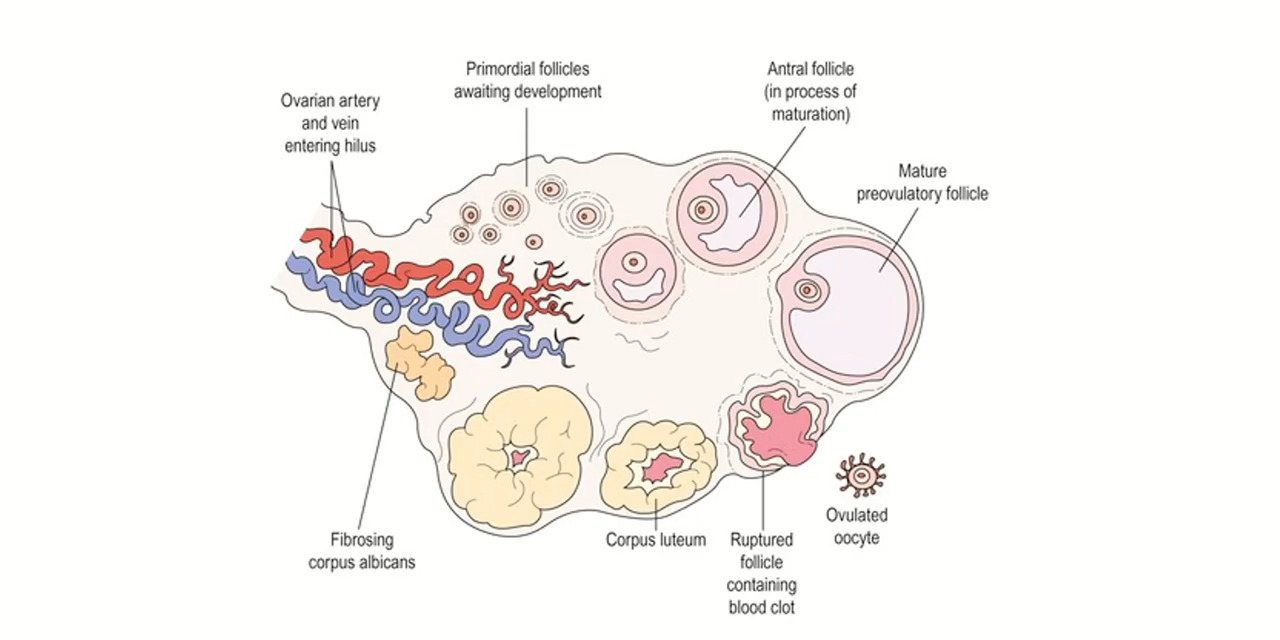 Primordial follicles
awaiting development
Antral follicle
(in process of
maturation)
Ovarian artery
and vein
entering hilus
Mature
preovulatory follicle
Ovulated
oocyte
Fibrosing
corpus albicans
Corpus luteum
Ruptured
follicle
containing
blood clot